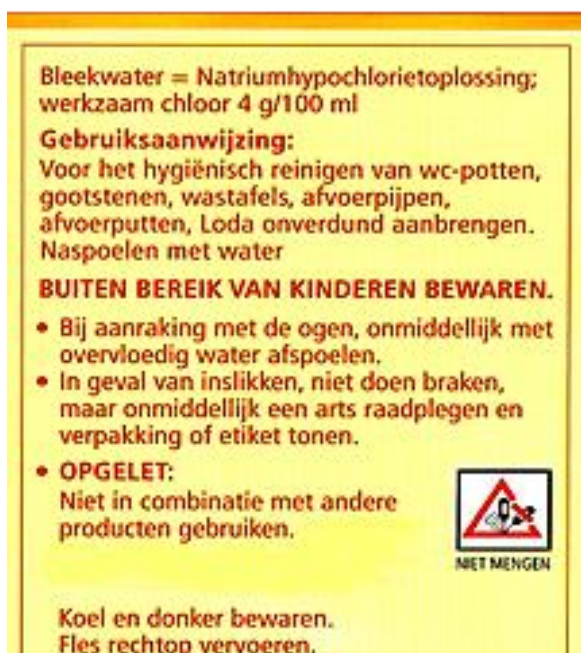 Bleekwater = Natriumhypochlorietoplossing;
werkzaam chloor 4 g/100 ml
Gebruiksaanwijzing:
Voor het hygiënisch reinigen van wc-potten,
gootstenen, wastafels, afvoerpijpen,
afvoerputten, Loda onverdund aanbrengen.
Naspoelen met water
BUITEN BEREIK VAN KINDEREN BEWAREN.
• Bij aanraking met de ogen, onmiddellijk met
overvloedig water afspoelen.
• In geval van inslikken, niet doen braken,
maar onmiddellijk een arts raadplegen en
verpakking of etiket tonen.
• OPGELET:
Niet in combinatie met andere
producten gebruiken.
NIET MENGEN
Koel en donker bewaren.
Fles rechtop vervoeren.